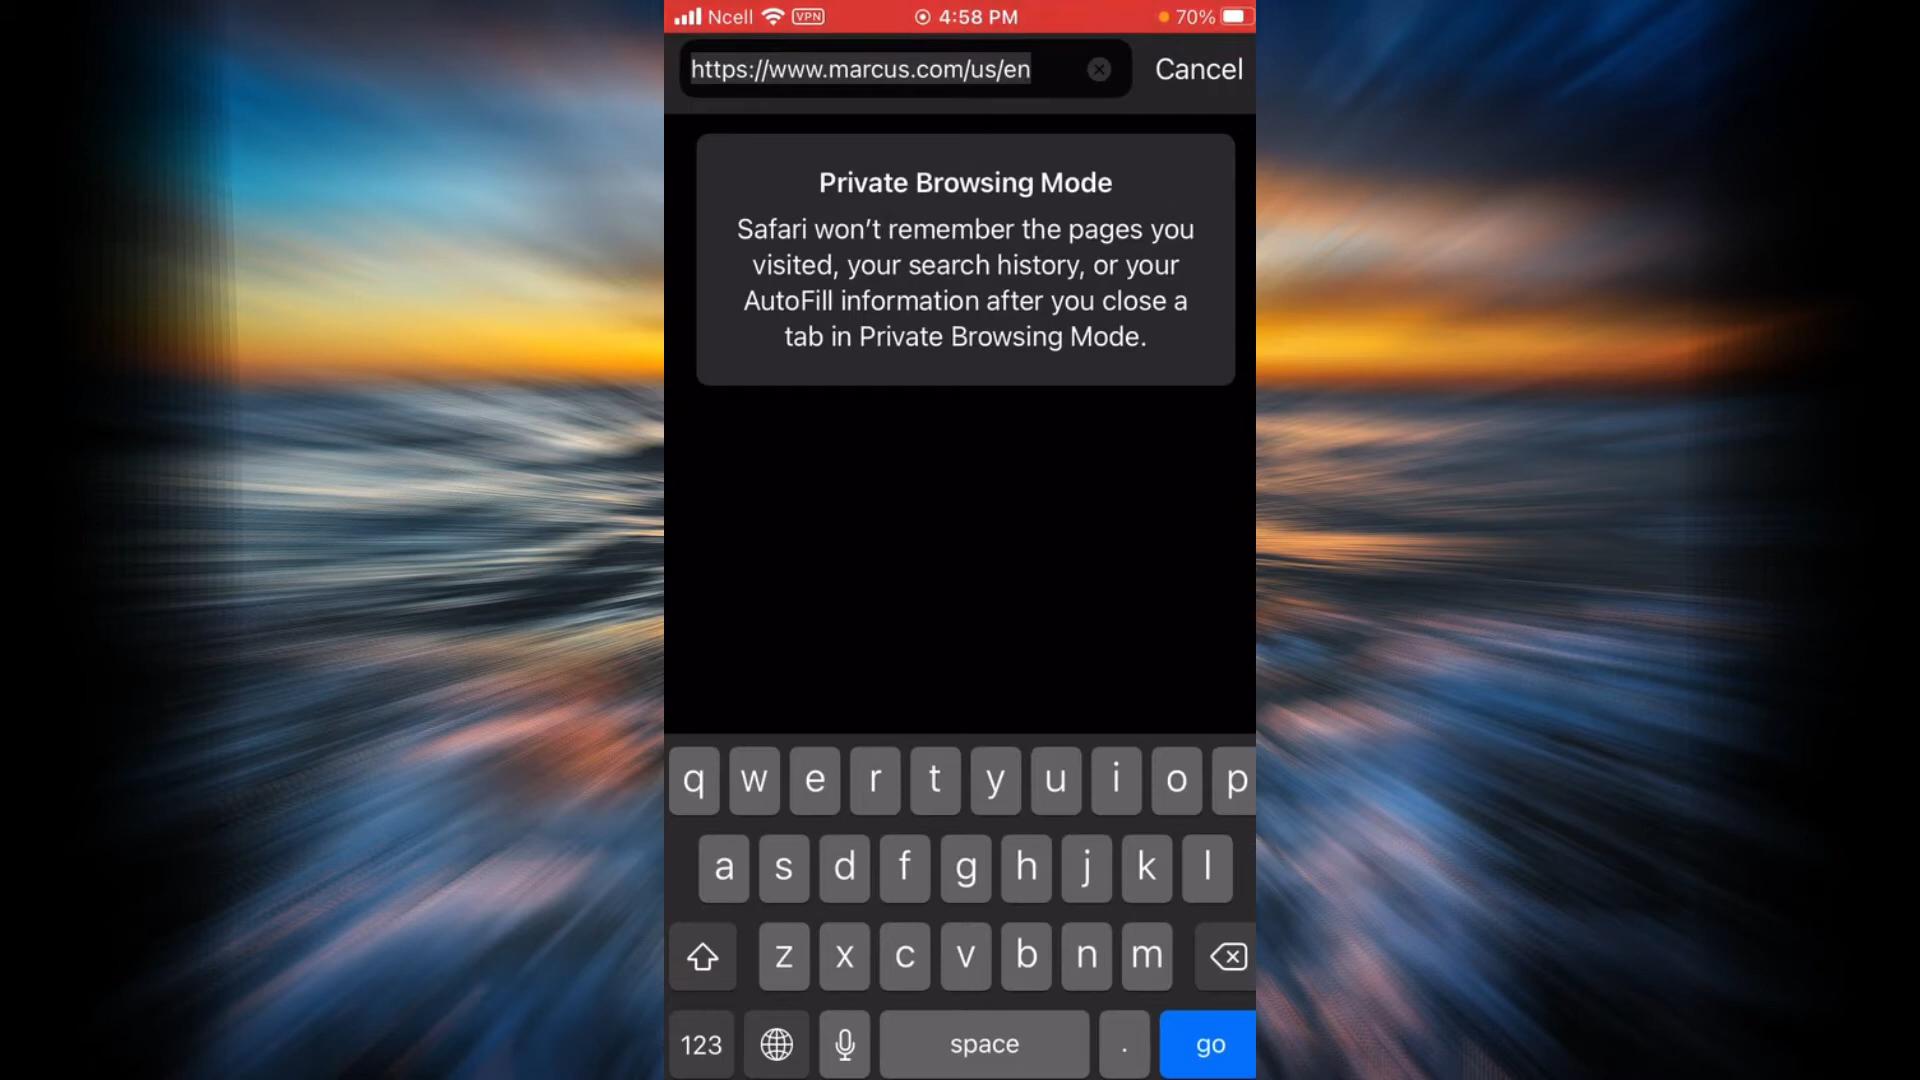 Ncell VPN 4:58 PM 70%
https://www.marcus.com/us/en Cancel
Private Browsing Mode
Safari won't remember the pages you
visited, your search history, or your
AutoFill information after you close a
tab in Private Browsing Mode.
q w e r t y u i o p
a s d f g h j k l
z x c v b n m
123 space . go